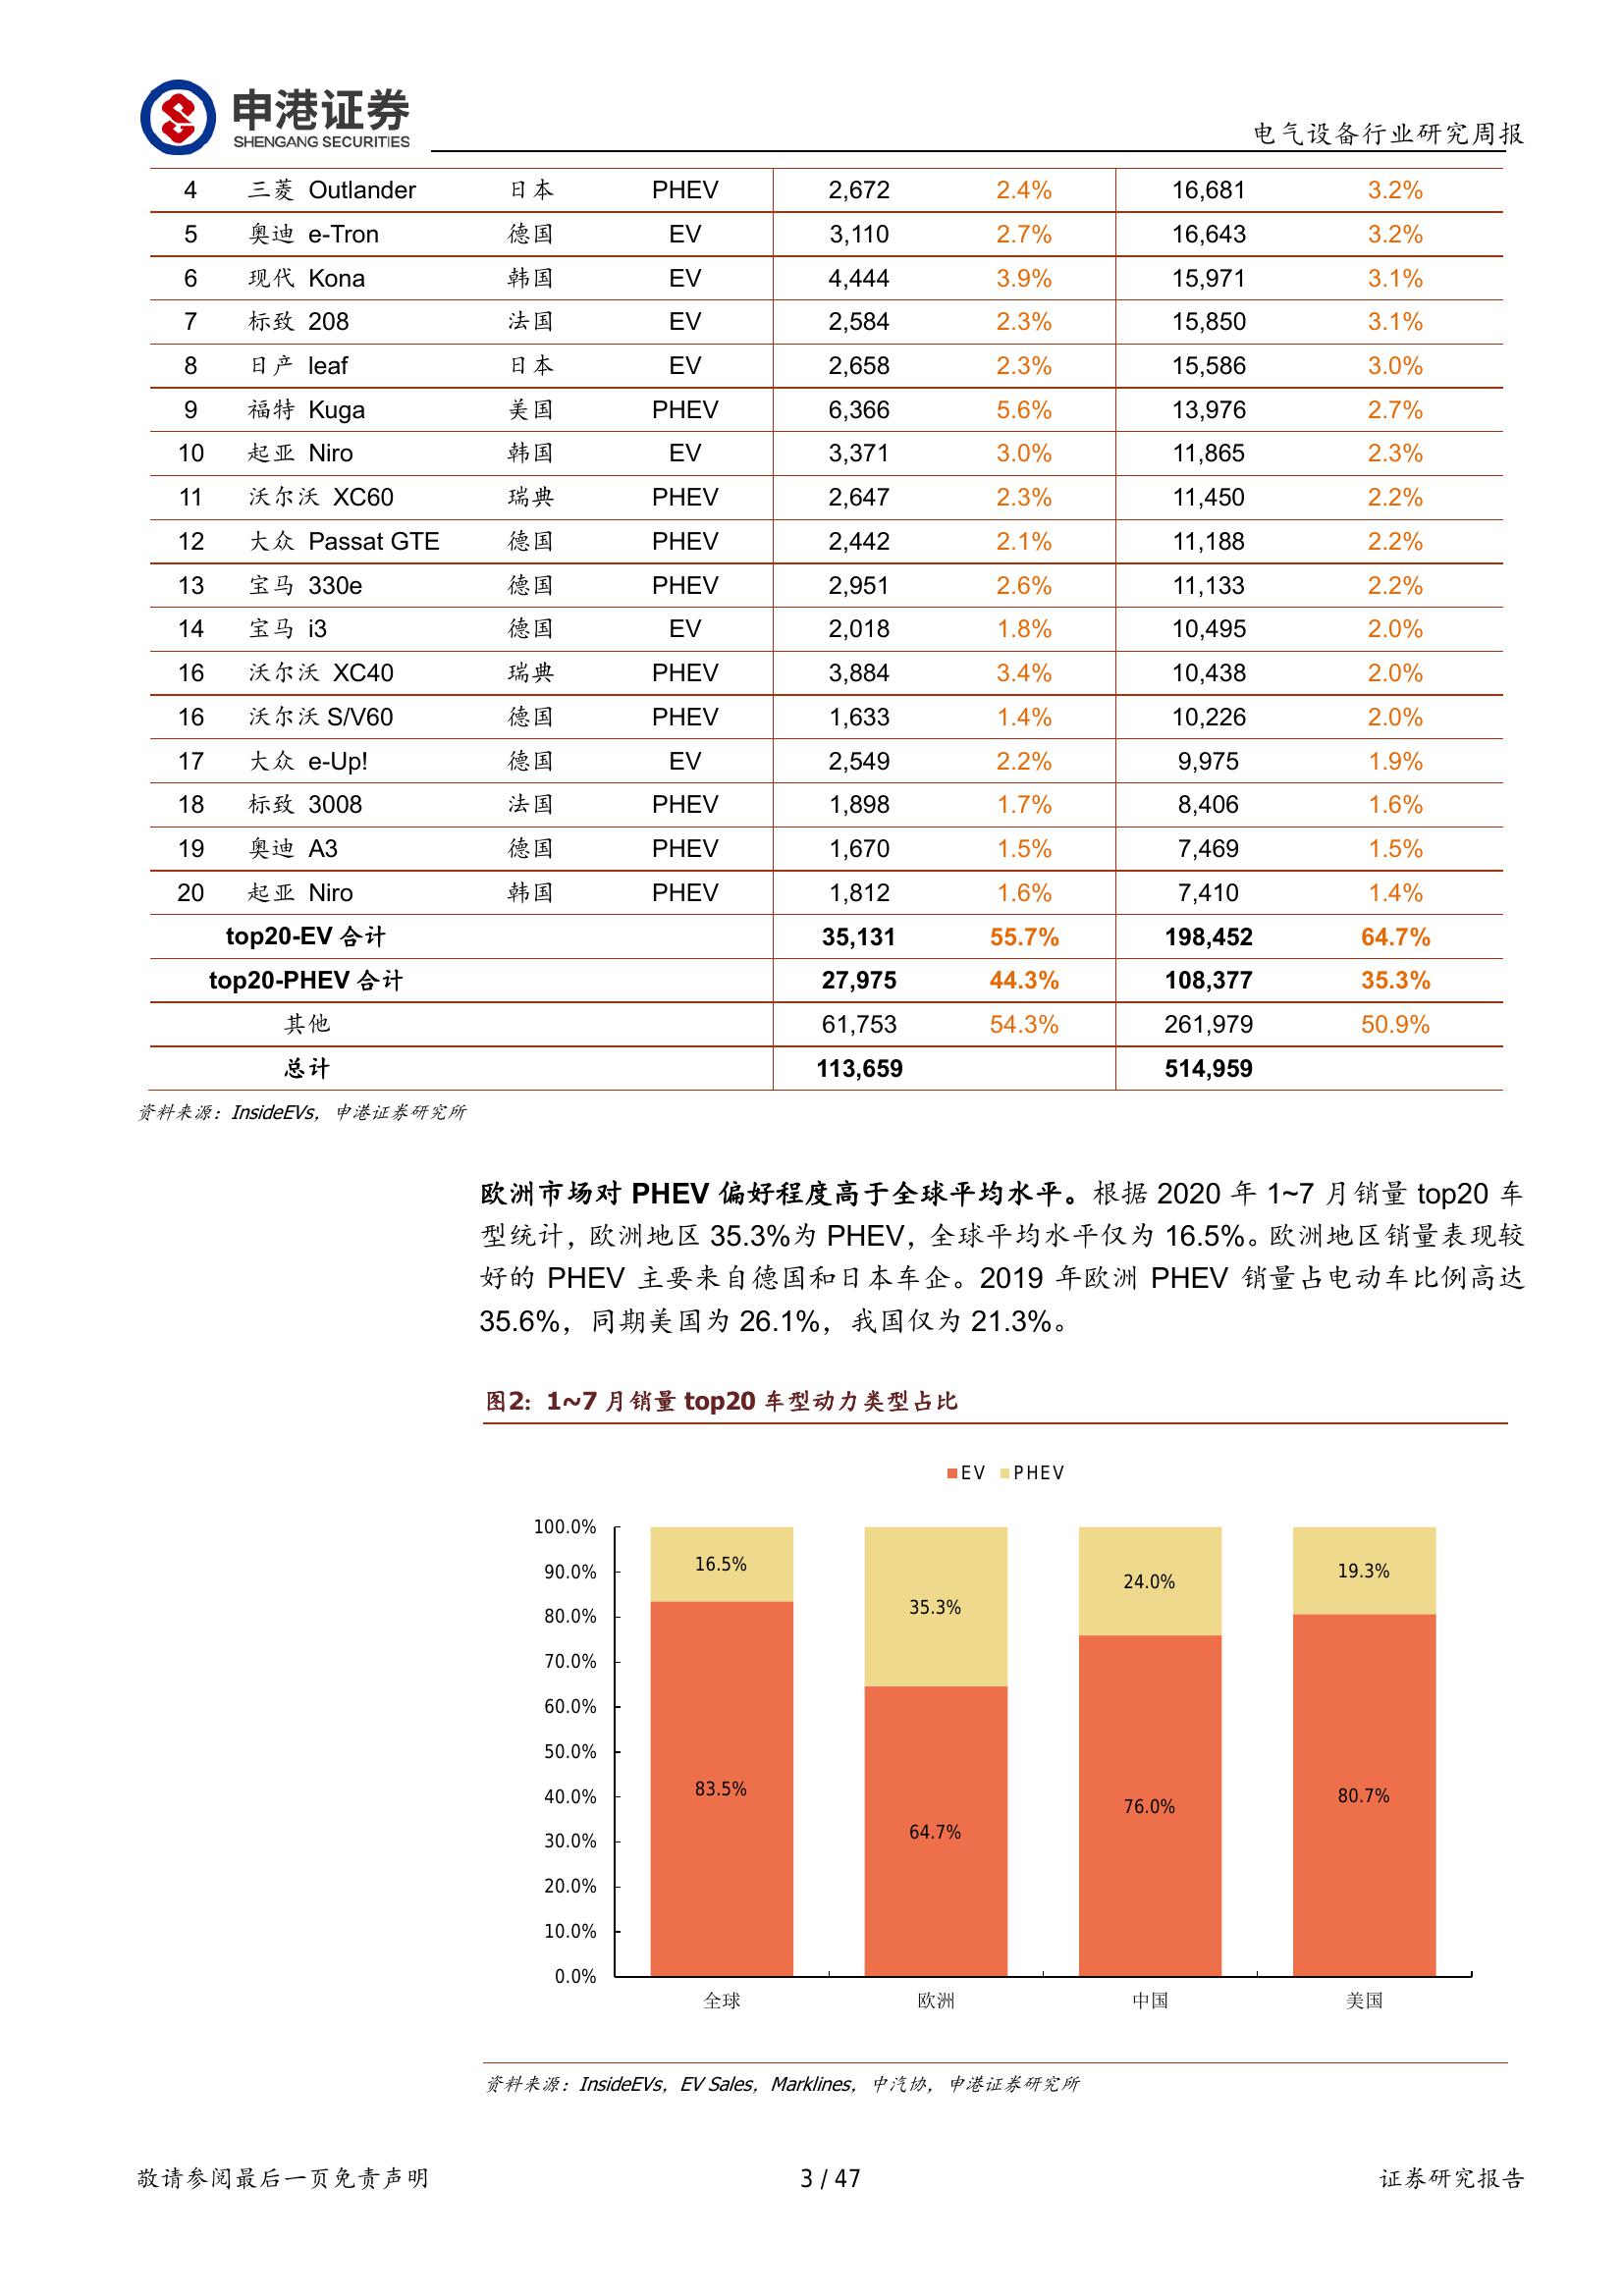 申港证券
SHENGANG SECURITIES
电气设备行业研究周报
4 三菱 Outlander 日本 PHEV 2,672 2.4% 16,681 3.2%
5 奥迪 e-Tron 德国 EV 3,110 2.7% 16,643 3.2%
6 现代 Kona 韩国 EV 4,444 3.9% 15,971 3.1%
7 标致 208 法国 EV 2,584 2.3% 15,850 3.1%
8 日产 leaf 日本 EV 2,658 2.3% 15,586 3.0%
9 福特 Kuga 美国 PHEV 6,366 5.6% 13,976 2.7%
10 起亚 Niro 韩国 EV 3,371 3.0% 11,865 2.3%
11 沃尔沃 XC60 瑞典 PHEV 2,647 2.3% 11,450 2.2%
12 大众 Passat GTE 德国 PHEV 2,442 2.1% 11,188 2.2%
13 宝马 330e 德国 PHEV 2,951 2.6% 11,133 2.2%
14 宝马 i3 德国 EV 2,018 1.8% 10,495 2.0%
16 沃尔沃 XC40 瑞典 PHEV 3,884 3.4% 10,438 2.0%
16 沃尔沃 S/V60 德国 PHEV 1,633 1.4% 10,226 2.0%
17 大众 e-Up! 德国 EV 2,549 2.2% 9,975 1.9%
18 标致 3008 法国 PHEV 1,898 1.7% 8,406 1.6%
19 奥迪 A3 德国 PHEV 1,670 1.5% 7,469 1.5%
20 起亚 Niro 韩国 PHEV 1,812 1.6% 7,410 1.4%
top20-EV 合计 35,131 55.7% 198,452 64.7%
top20-PHEV 合计 27,975 44.3% 108,377 35.3%
其他 61,753 54.3% 261,979 50.9%
总计 113,659 514,959
资料来源：InsideEVs，申港证券研究所
欧洲市场对 PHEV 偏好程度高于全球平均水平。根据 2020 年 1~7 月销量 top20 车
型统计，欧洲地区 35.3%为 PHEV，全球平均水平仅为 16.5%。欧洲地区销量表现较
好的 PHEV 主要来自德国和日本车企。2019 年欧洲 PHEV 销量占电动车比例高达
35.6%，同期美国为 26.1%，我国仅为 21.3%。
图2：1~7 月销量 top20 车型动力类型占比
EV PHEV
100.0%
90.0%
80.0%
70.0%
60.0%
50.0%
40.0%
30.0%
20.0%
10.0%
0.0%
16.5% 35.3% 24.0% 19.3%
83.5% 64.7% 76.0% 80.7%
全球 欧洲 中国 美国
资料来源：InsideEVs，EV Sales，Marklines，中汽协，申港证券研究所
敬请参阅最后一页免责声明 3 / 47 证券研究报告